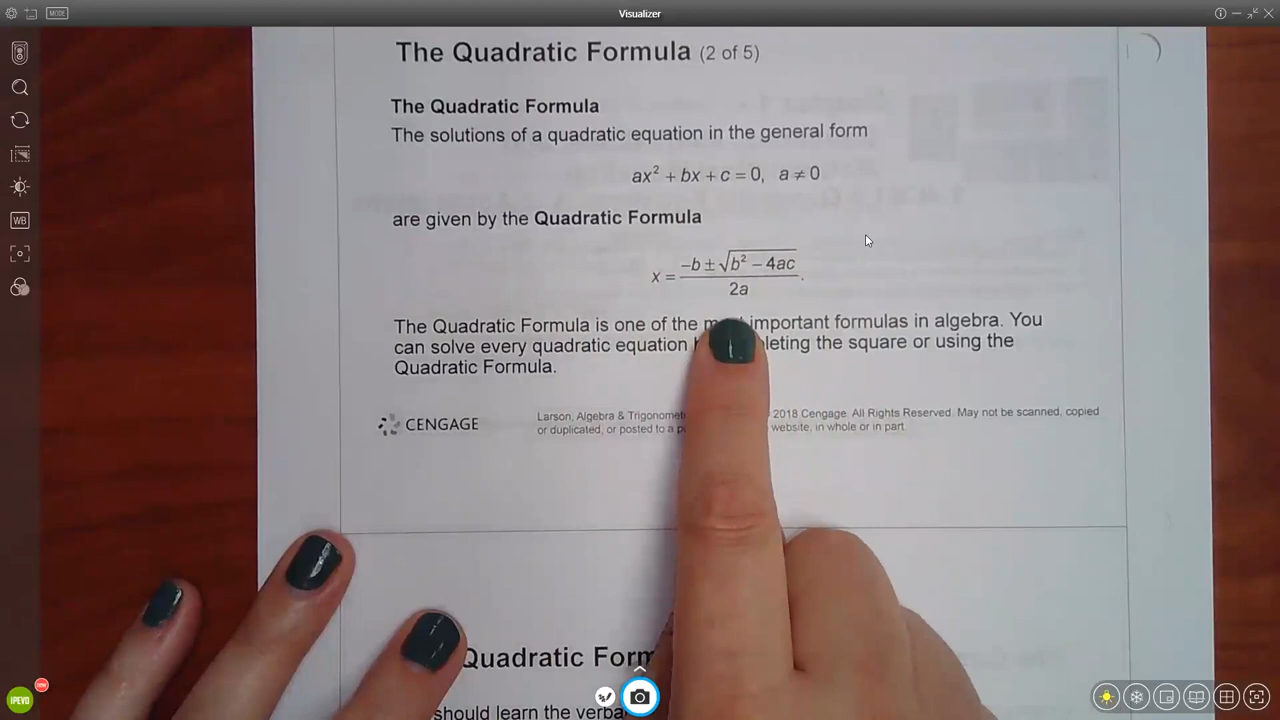 Visualizer
MODE
The Quadratic Formula (2 of 5)
The Quadratic Formula
The solutions of a quadratic equation in the general form
ax² + bx + c = 0, a ≠ 0
are given by the Quadratic Formula
x = (-b ± √(b² - 4ac)) / 2a.
The Quadratic Formula is one of the important formulas in algebra. You
can solve every quadratic equation the square or using the
Quadratic Formula.
CENGAGE
Larson, Algebra & 2018 Cengage. All Rights Reserved. May not be scanned, copied
or duplicated, or posted to a website, in whole or in part.
Quadratic
should learn the
WB
IPEVO
new